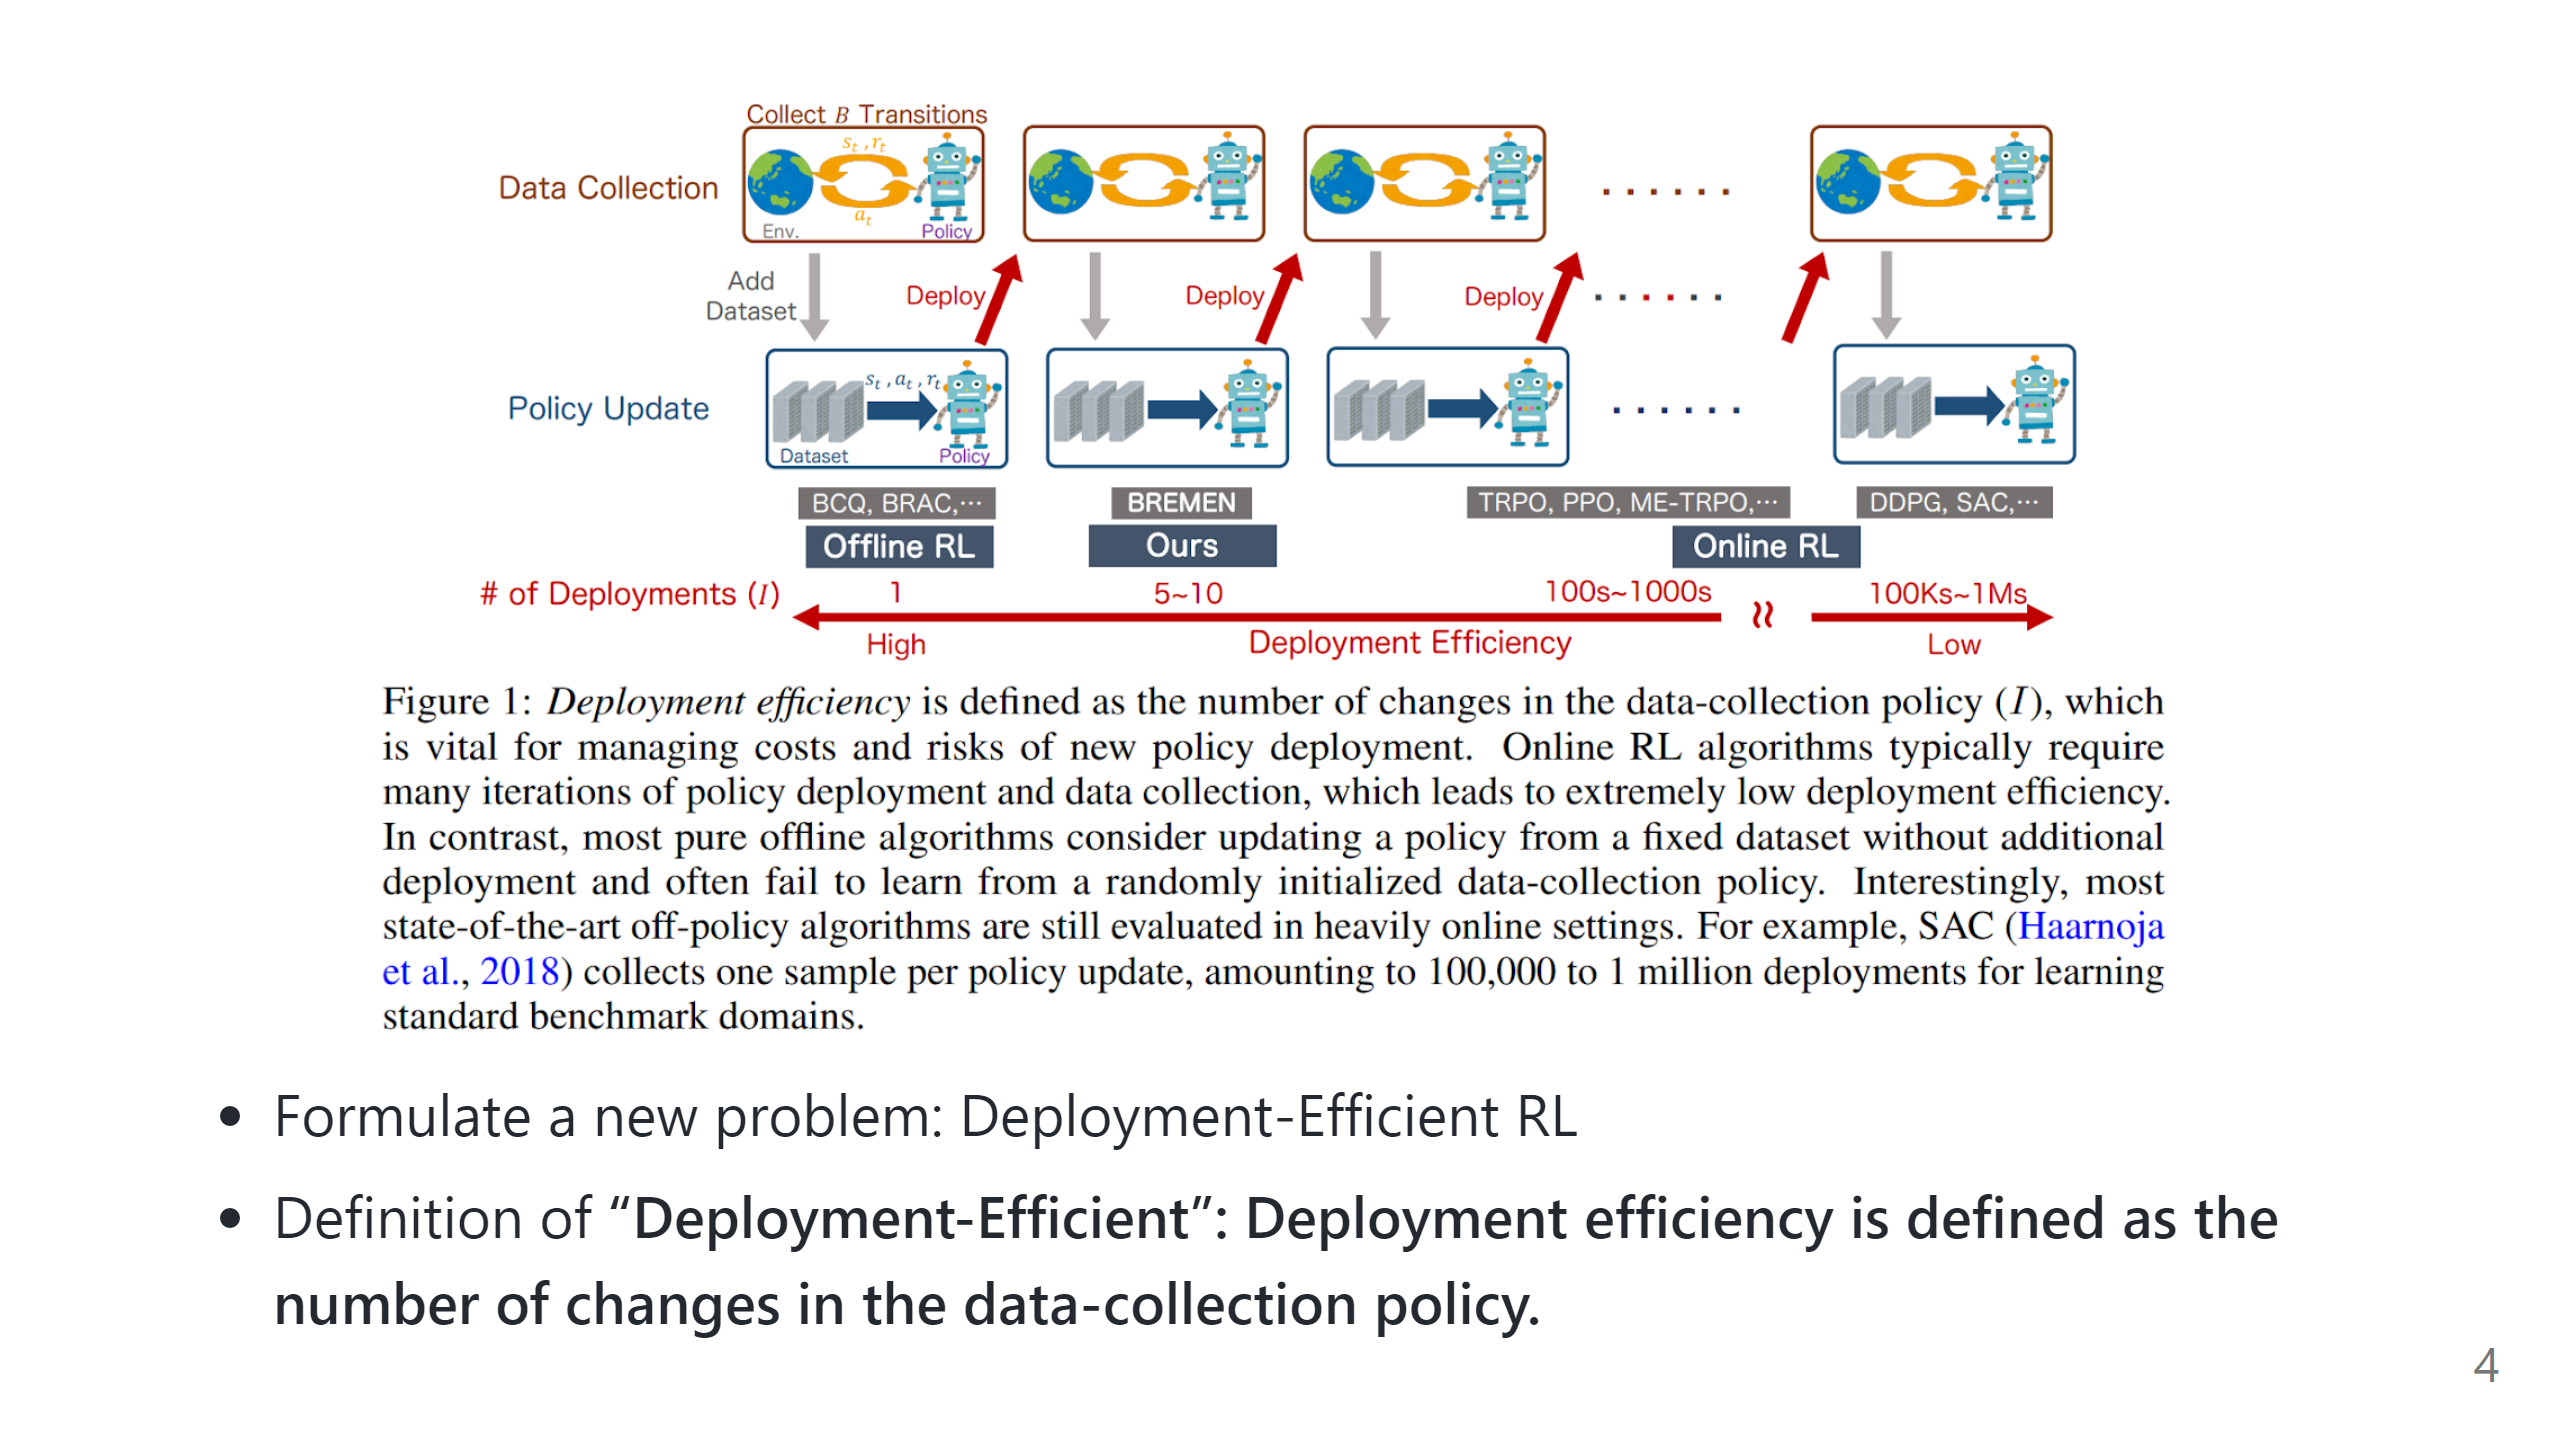 Collect B Transitions
Data Collection
s_t , r_t
a_t
Env.
Policy
Add
Dataset
Deploy
Deploy
Deploy
Policy Update
s_t , a_t , r_t
Dataset
Policy
BCQ, BRAC,⋯
BREMEN
TRPO, PPO, ME-TRPO,⋯
DDPG, SAC,⋯
Offline RL
Ours
Online RL
# of Deployments (I)
1
5~10
100s~1000s
100Ks~1Ms
High
Deployment Efficiency
Low
Figure 1: Deployment efficiency is defined as the number of changes in the data-collection policy (I), which
is vital for managing costs and risks of new policy deployment. Online RL algorithms typically require
many iterations of policy deployment and data collection, which leads to extremely low deployment efficiency.
In contrast, most pure offline algorithms consider updating a policy from a fixed dataset without additional
deployment and often fail to learn from a randomly initialized data-collection policy. Interestingly, most
state-of-the-art off-policy algorithms are still evaluated in heavily online settings. For example, SAC (Haarnoja
et al., 2018) collects one sample per policy update, amounting to 100,000 to 1 million deployments for learning
standard benchmark domains.
• Formulate a new problem: Deployment-Efficient RL
• Definition of “Deployment-Efficient”: Deployment efficiency is defined as the
number of changes in the data-collection policy.
4